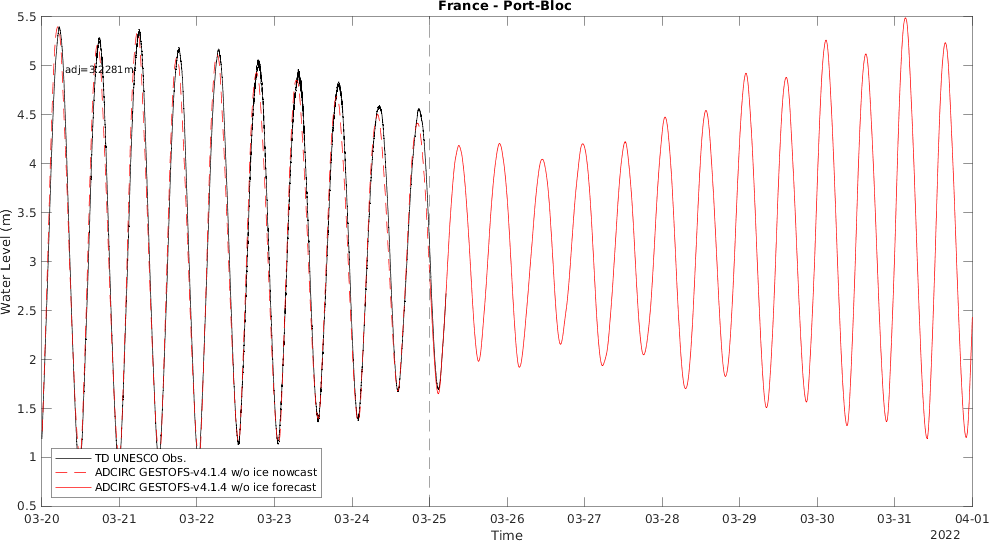 France - Port-Bloc
5.5
5
4.5
4
3.5
3
2.5
2
1.5
1
0.5
Water Level (m)
adj=3.2281m
TD UNESCO Obs.
ADCIRC GESTOFS-v4.1.4 w/o ice nowcast
ADCIRC GESTOFS-v4.1.4 w/o ice forecast
03-20 03-21 03-22 03-23 03-24 03-25 03-26 03-27 03-28 03-29 03-30 03-31 04-01
Time
2022